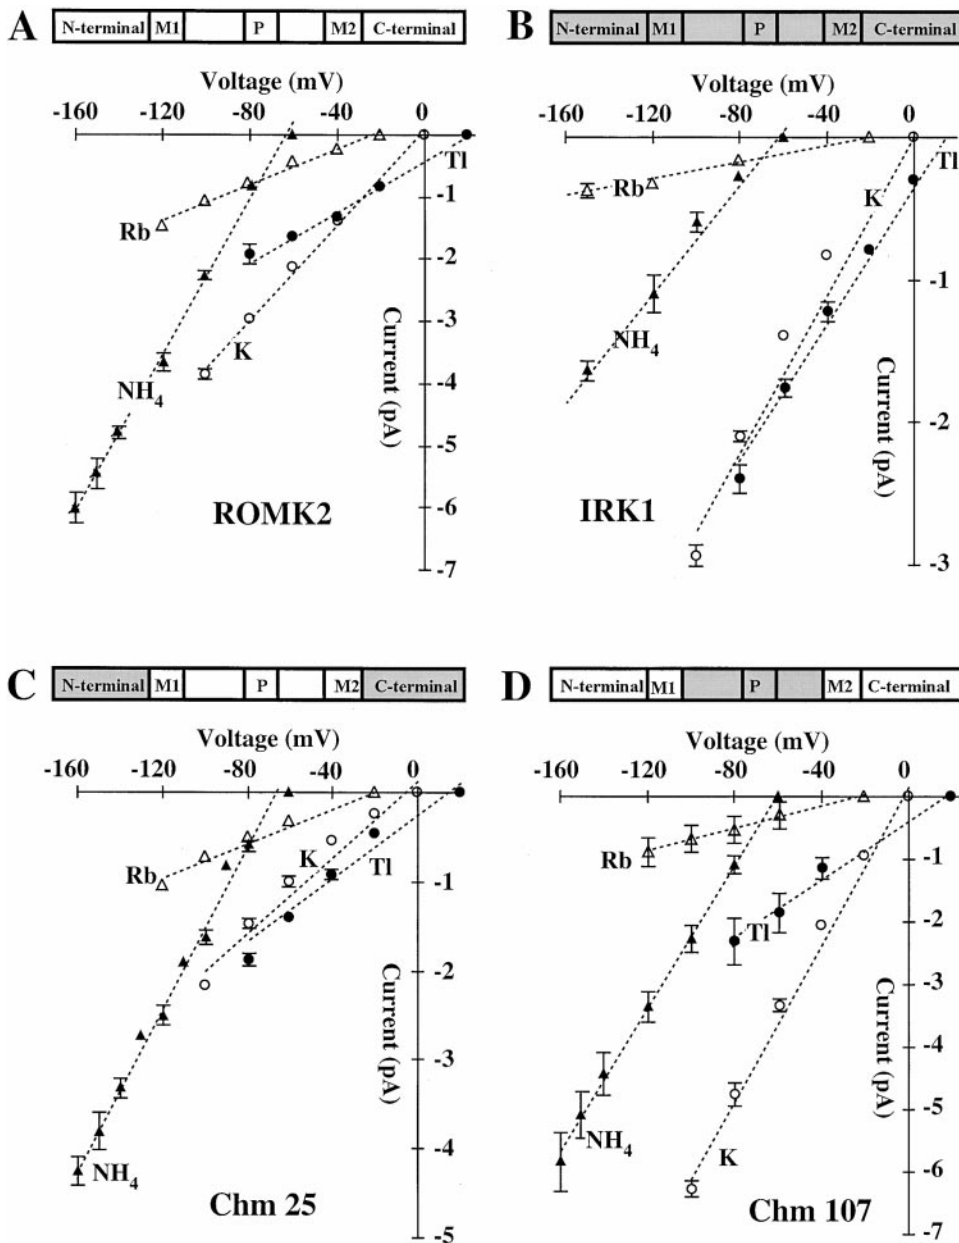 A
N-terminal M1 P M2 C-terminal
Voltage (mV)
-160 -120 -80 -40 0
Tl
Rb
K
NH4
-1
-2
-3
-4
-5
-6
-7
Current (pA)
ROMK2
B
N-terminal M1 P M2 C-terminal
Voltage (mV)
-160 -120 -80 -40 0
Tl
Rb
K
NH4
-1
-2
-3
Current (pA)
IRK1
C
N-terminal M1 P M2 C-terminal
Voltage (mV)
-160 -120 -80 -40 0
Rb
K
Tl
NH4
-1
-2
-3
-4
-5
Current (pA)
Chm 25
D
N-terminal M1 P M2 C-terminal
Voltage (mV)
-160 -120 -80 -40 0
Rb
Tl
NH4
K
-1
-2
-3
-4
-5
-6
-7
Current (pA)
Chm 107